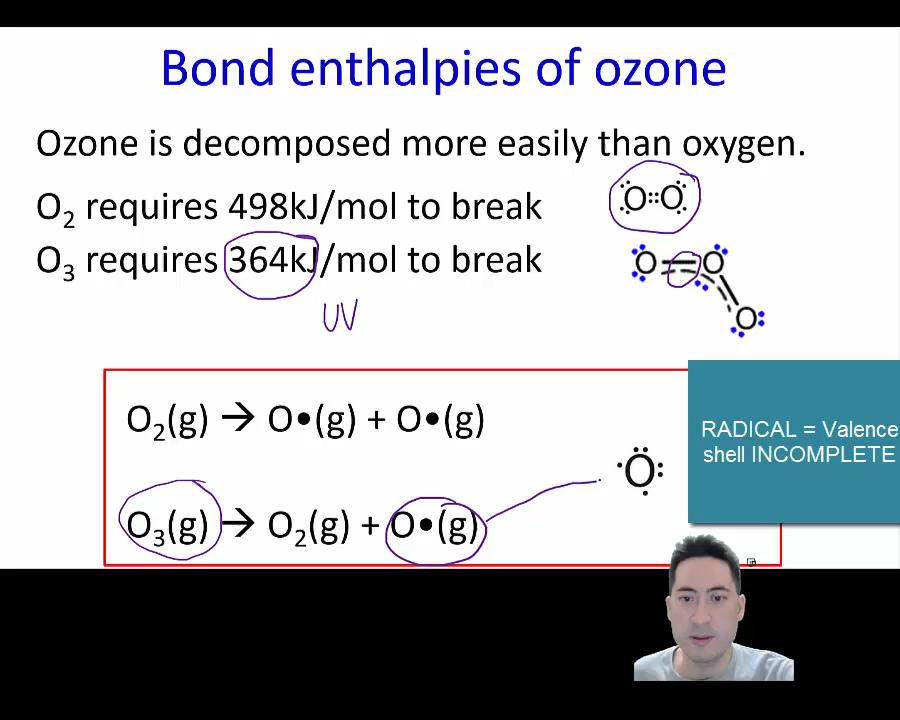 Bond enthalpies of ozone
Ozone is decomposed more easily than oxygen.
O₂ requires 498kJ/mol to break
O₃ requires 364kJ/mol to break
UV
O::O
O=O
O
O₂(g) → O•(g) + O•(g)
O₃(g) → O₂(g) + O•(g)
O
RADICAL = Valence
shell INCOMPLETE